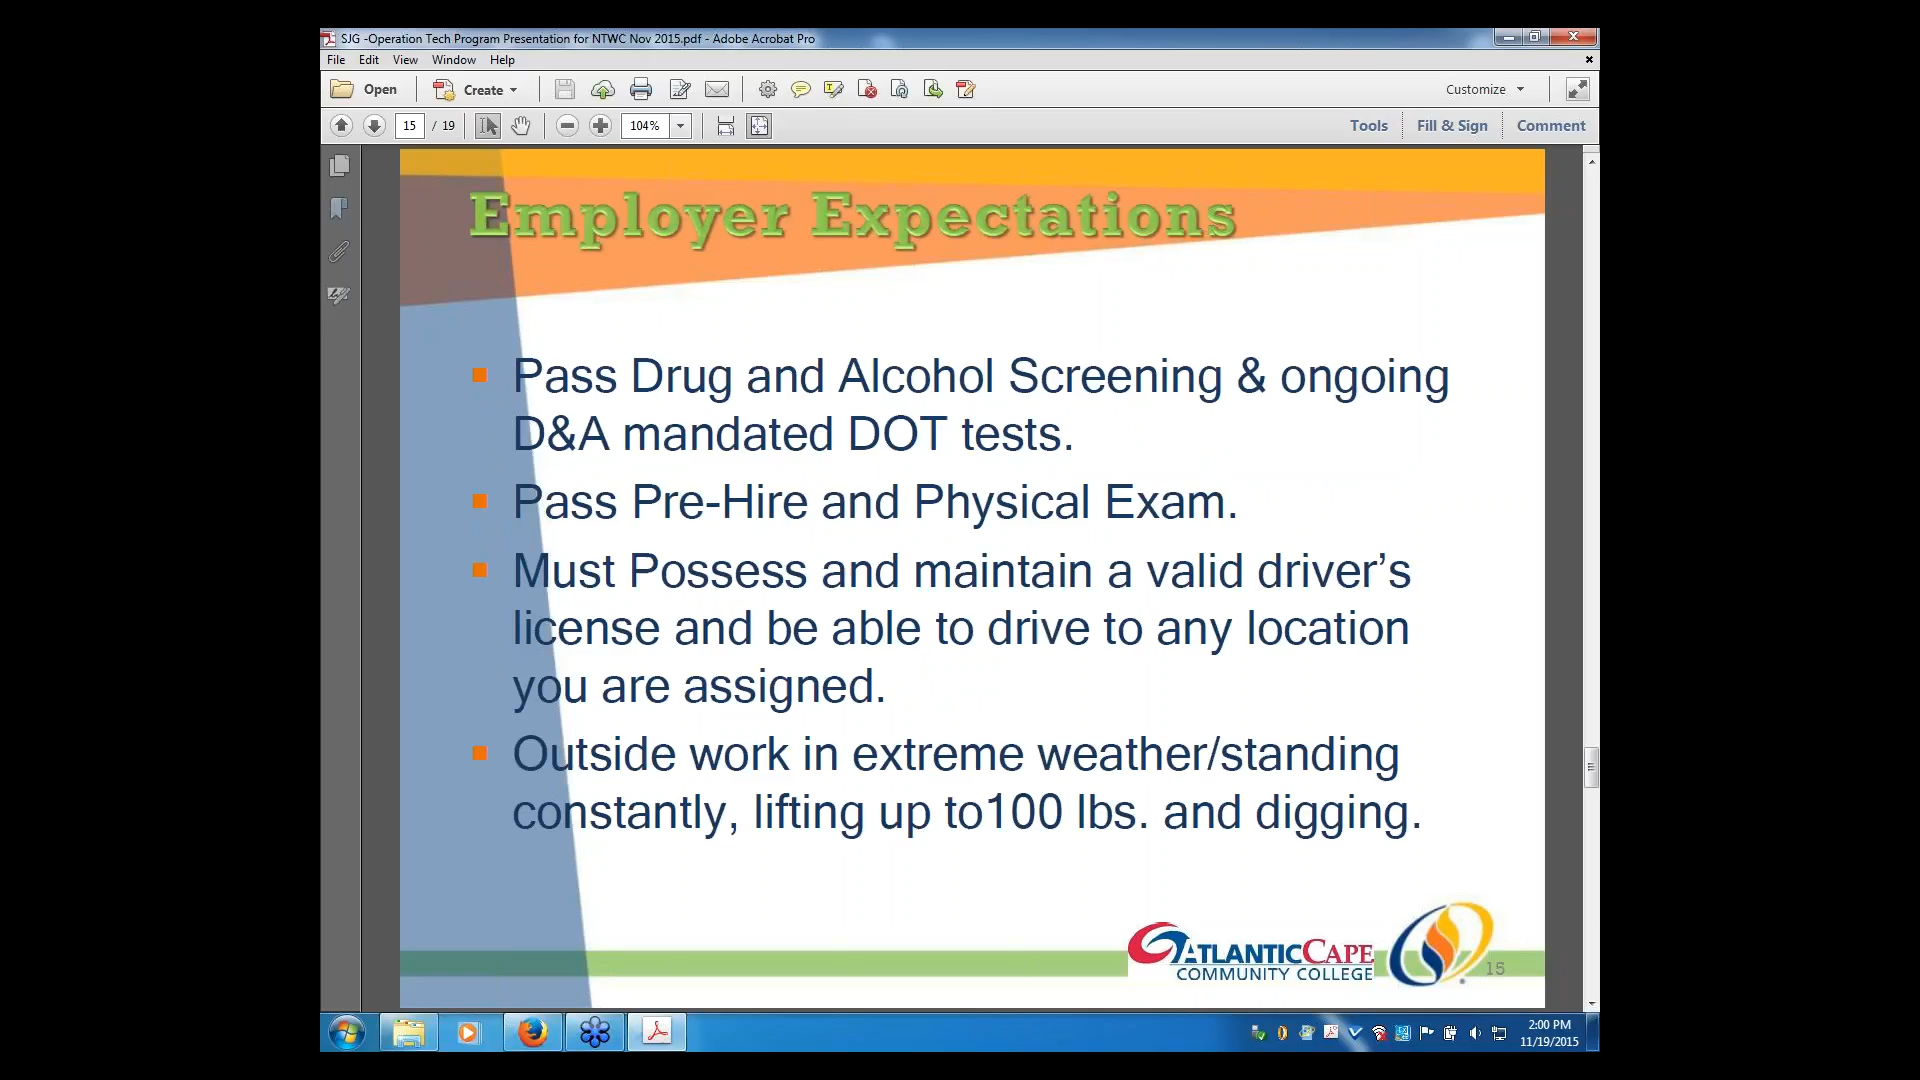 SJG -Operation Tech Program Presentation for NTWC Nov 2015.pdf - Adobe Acrobat Pro
File Edit View Window Help
Open Create Customize
15 / 19 104% Tools Fill & Sign Comment
Employer Expectations
Pass Drug and Alcohol Screening & ongoing
D&A mandated DOT tests.
Pass Pre-Hire and Physical Exam.
Must Possess and maintain a valid driver’s
license and be able to drive to any location
you are assigned.
Outside work in extreme weather/standing
constantly, lifting up to100 lbs. and digging.
ATLANTICCAPE
COMMUNITY COLLEGE
15
2:00 PM
11/19/2015